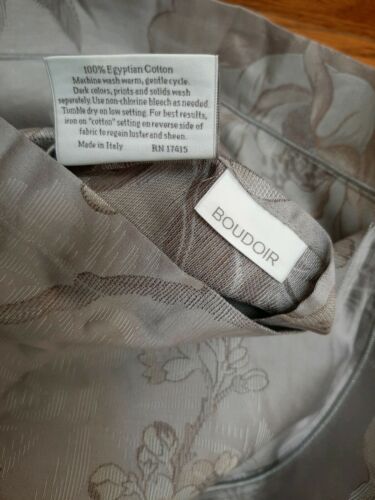 100% Egyptian Cotton
Machine wash warm, gentle cycle.
Dark colors, prints and solids wash
separately. Use non-chlorine bleech as needed.
Tumble dry on low setting. For best results,
iron on "cotton" setting on reverse side of
fabric to regain luster and sheen.
Made in Italy RN 17415
BOUDOIR